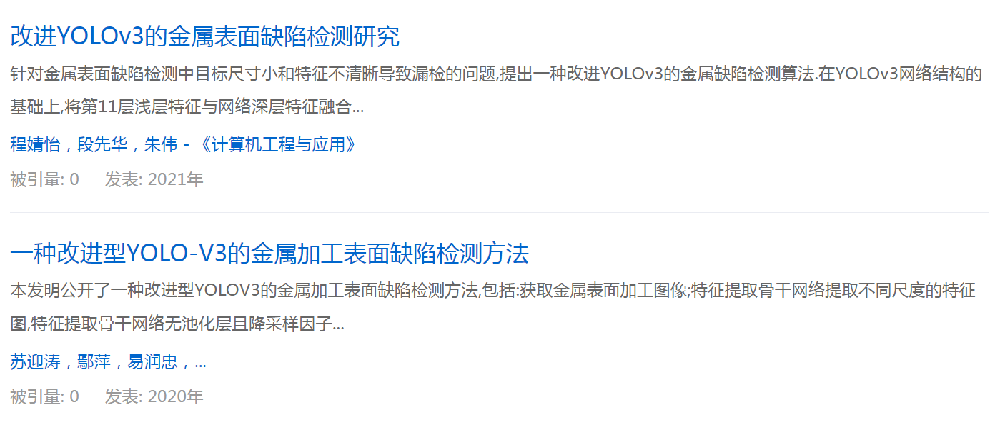 改进YOLOv3的金属表面缺陷检测研究
针对金属表面缺陷检测中目标尺寸小和特征不清晰导致漏检的问题,提出一种改进YOLOv3的金属缺陷检测算法.在YOLOv3网络结构的
基础上,将第11层浅层特征与网络深层特征融合...
程婧怡，段先华，朱伟 - 《计算机工程与应用》
被引量: 0 发表: 2021年
一种改进型YOLO-V3的金属加工表面缺陷检测方法
本发明公开了一种改进型YOLOV3的金属加工表面缺陷检测方法,包括:获取金属表面加工图像;特征提取骨干网络提取不同尺度的特征
图,特征提取骨干网络无池化层且降采样因子...
苏迎涛，鄢萍，易润忠，...
被引量: 0 发表: 2020年